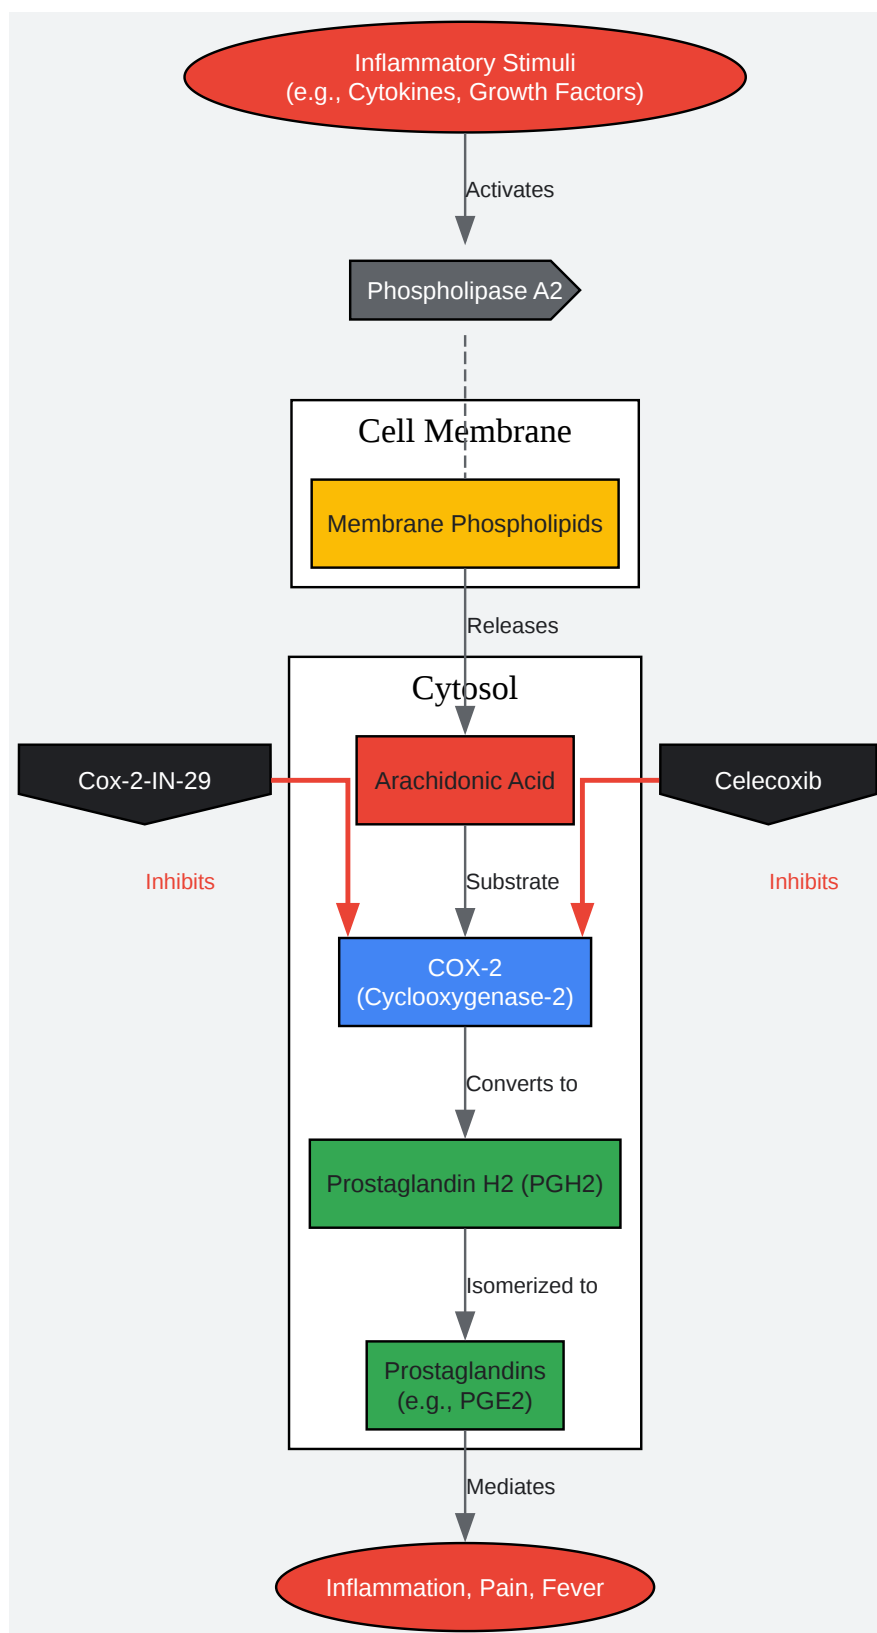 Inflammatory Stimuli
(e.g., Cytokines, Growth Factors)
Activates
Phospholipase A2
Cell Membrane
Membrane Phospholipids
Releases
Cytosol
Cox-2-IN-29
Arachidonic Acid
Celecoxib
Inhibits
Substrate
Inhibits
COX-2
(Cyclooxygenase-2)
Converts to
Prostaglandin H2 (PGH2)
Isomerized to
Prostaglandins
(e.g., PGE2)
Mediates
Inflammation, Pain, Fever